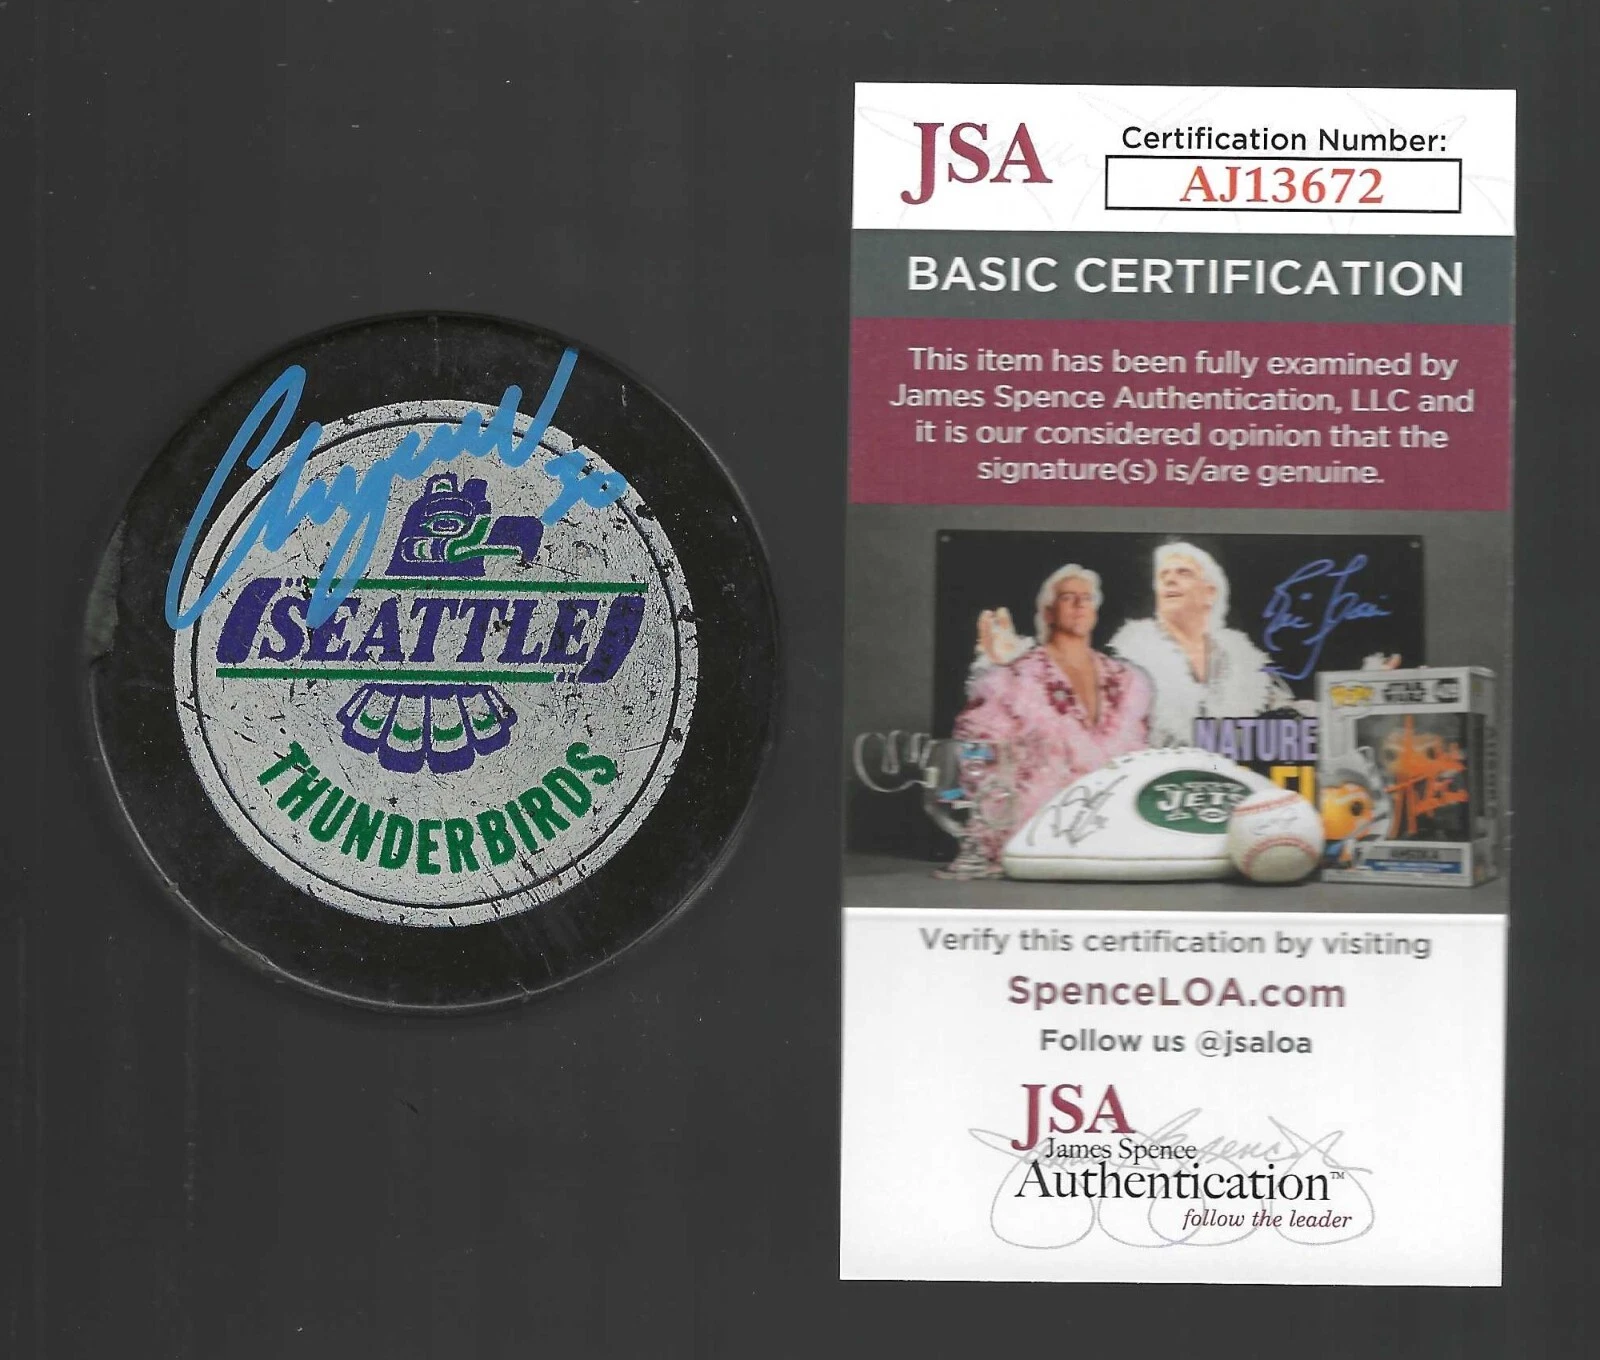 SEATTLE
THUNDERBIRDS
30
JSA
Certification Number:
AJ13672
BASIC CERTIFICATION
This item has been fully examined by
James Spence Authentication, LLC and
it is our considered opinion that the
signature(s) is/are genuine.
NATURE
JETS
Verify this certification by visiting
SpenceLOA.com
Follow us @jsaloa
JSA
James Spence
Authentication™
follow the leader